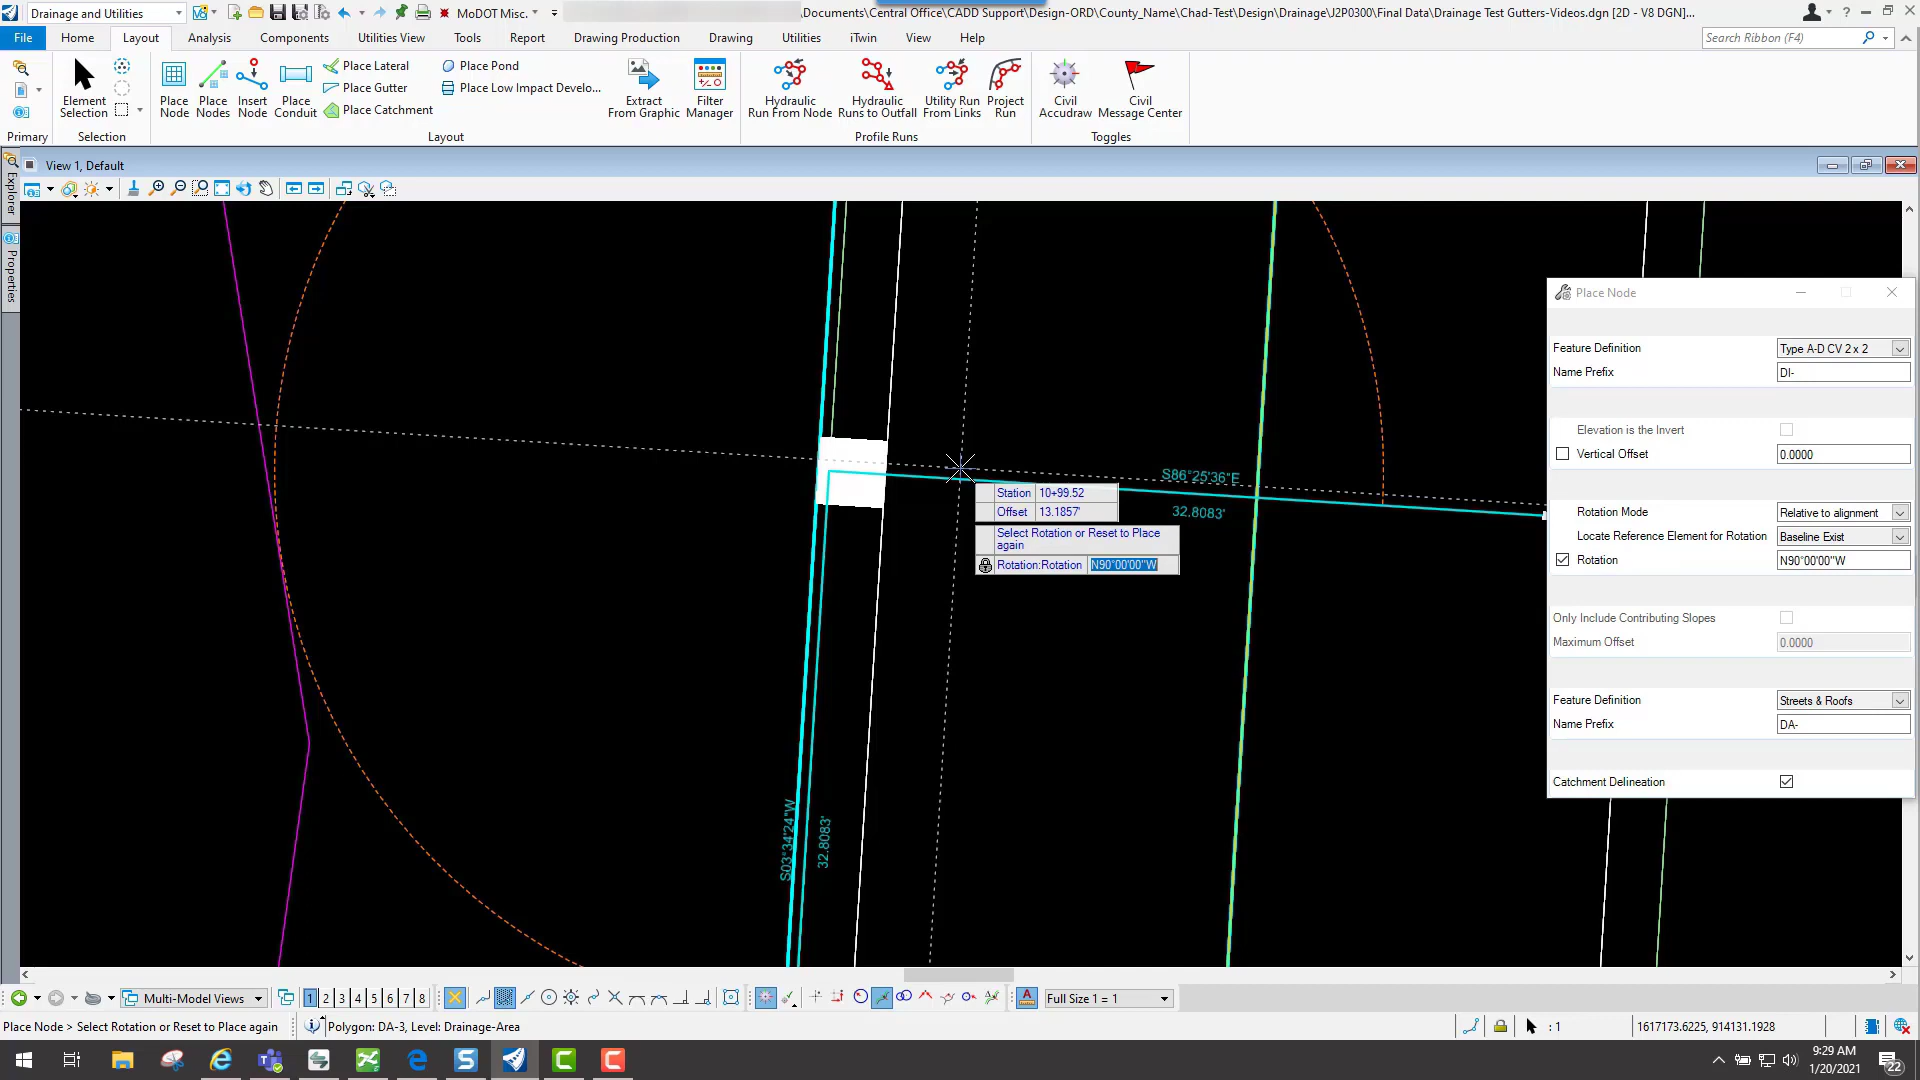 Drainage and Utilities
MoDOT Misc.
\Documents\Central Office\CADD Support\Design-ORD\County_Name\Chad-Test\Design\Drainage\J2P0300\Final Data\Drainage Test Gutters-Videos.dgn [2D - V8 DGN]...
File Home Layout Analysis Components Utilities View Tools Report Drawing Production Drawing Utilities iTwin View Help
Search Ribbon (F4)
Element Selection
Place Node
Place Nodes
Insert Node
Place Conduit
Place Lateral
Place Gutter
Place Catchment
Place Pond
Place Low Impact Develo...
Extract From Graphic
Filter Manager
Hydraulic Run From Node
Hydraulic Runs to Outfall
Utility Run From Links
Project Run
Civil Accudraw
Civil Message Center
Primary Selection Layout Profile Runs Toggles
View 1, Default
Explorer
Properties
S86°25'36"E
32.8083'
Station 10+99.52
Offset 13.1857'
Select Rotation or Reset to Place again
Rotation:Rotation N90°00'00"W
S03°34'24"W
32.8083'
Place Node
Feature Definition Type A-D CV 2 x 2
Name Prefix DI-
Elevation is the Invert
Vertical Offset 0.0000
Rotation Mode Relative to alignment
Locate Reference Element for Rotation Baseline Exist
Rotation N90°00'00"W
Only Include Contributing Slopes
Maximum Offset 0.0000
Feature Definition Streets & Roofs
Name Prefix DA-
Catchment Delineation
Multi-Model Views 1 2 3 4 5 6 7 8
A
Full Size 1 = 1
Place Node > Select Rotation or Reset to Place again
Polygon: DA-3, Level: Drainage-Area
: 1
1617173.6225, 914131.1928
9:29 AM
1/20/2021
22